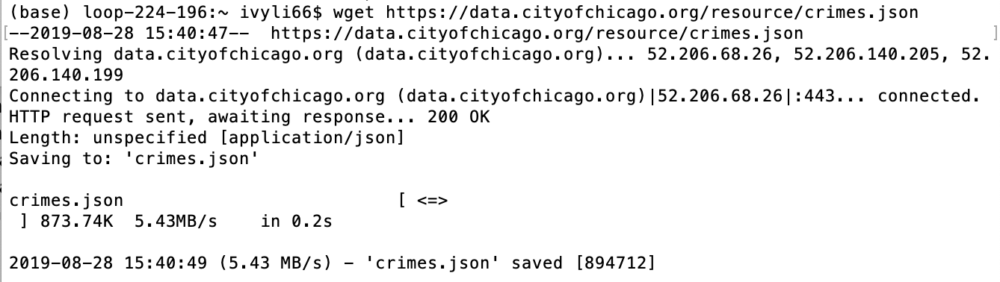 (base) loop-224-196:~ ivyli66$ wget https://data.cityofchicago.org/resource/crimes.json
[--2019-08-28 15:40:47--  https://data.cityofchicago.org/resource/crimes.json ]
Resolving data.cityofchicago.org (data.cityofchicago.org)... 52.206.68.26, 52.206.140.205, 52.
206.140.199
Connecting to data.cityofchicago.org (data.cityofchicago.org)|52.206.68.26|:443... connected.
HTTP request sent, awaiting response... 200 OK
Length: unspecified [application/json]
Saving to: 'crimes.json'
crimes.json                            [ <=>
 ] 873.74K  5.43MB/s    in 0.2s
2019-08-28 15:40:49 (5.43 MB/s) - 'crimes.json' saved [894712]